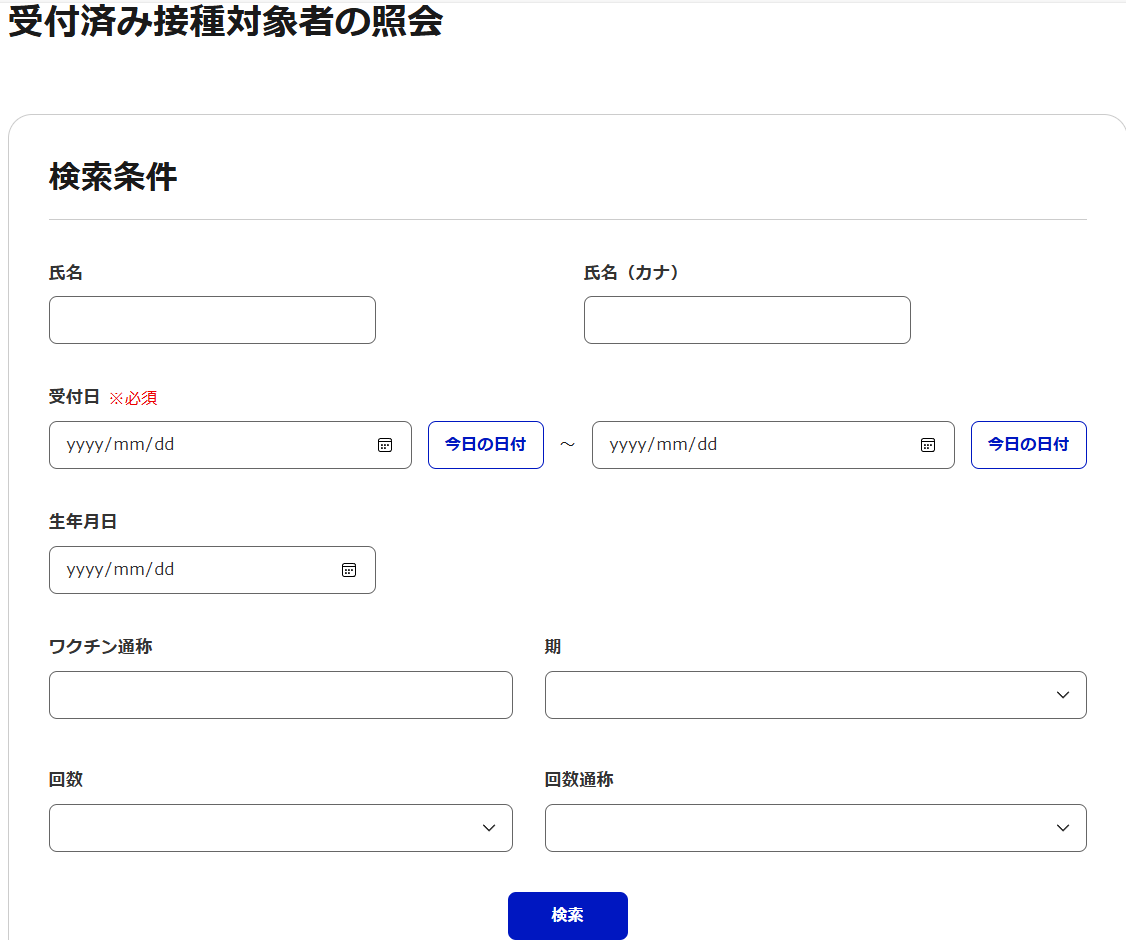 受付済み接種対象者の照会
検索条件
氏名 氏名（カナ）
受付日 ※必須
yyyy/mm/dd 今日の日付 ～ yyyy/mm/dd 今日の日付
生年月日
yyyy/mm/dd
ワクチン通称 期
回数 回数通称
検索